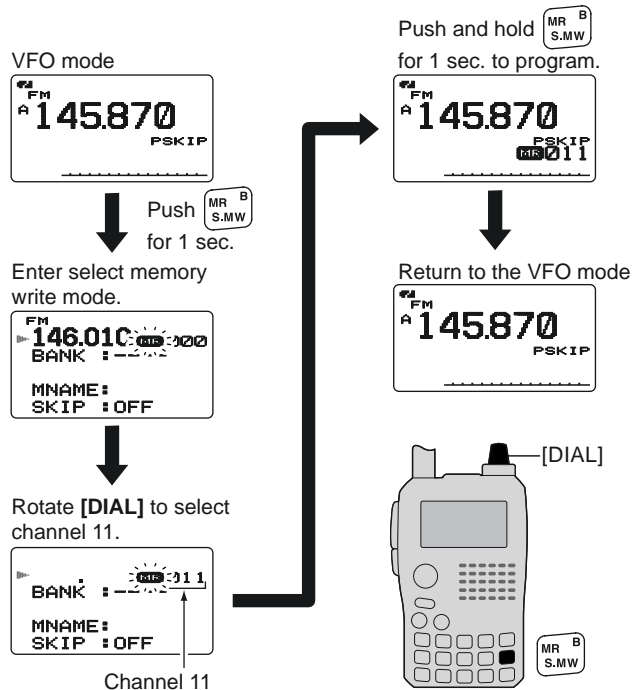 VFO mode
FM
A 145.870
PSKIP
Push MR B S.MW
for 1 sec.
Enter select memory
write mode.
FM
146.010 MR 000
BANK :----
MNAME:
SKIP :OFF
Rotate [DIAL] to select
channel 11.
MR 011
BANK :----
MNAME:
SKIP :OFF
Channel 11
Push and hold MR B S.MW
for 1 sec. to program.
FM
A 145.870
PSKIP
MR 011
Return to the VFO mode
FM
A 145.870
PSKIP
[DIAL]
MR B
S.MW